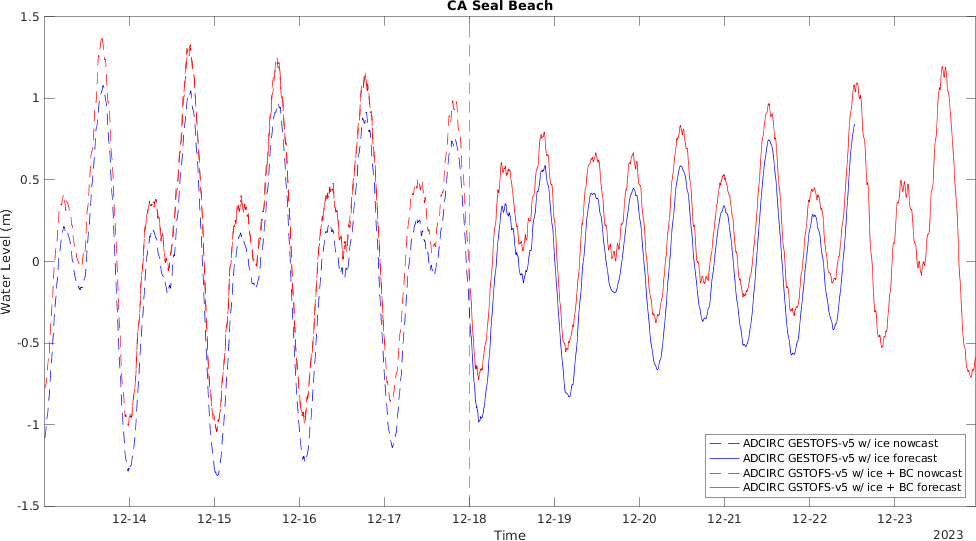 CA Seal Beach
1.5
1
0.5
0
-0.5
-1
-1.5
Water Level (m)
12-14 12-15 12-16 12-17 12-18 12-19 12-20 12-21 12-22 12-23
Time
2023
ADCIRC GESTOFS-v5 w/ ice nowcast
ADCIRC GESTOFS-v5 w/ ice forecast
ADCIRC GSTOFS-v5 w/ ice + BC nowcast
ADCIRC GSTOFS-v5 w/ ice + BC forecast